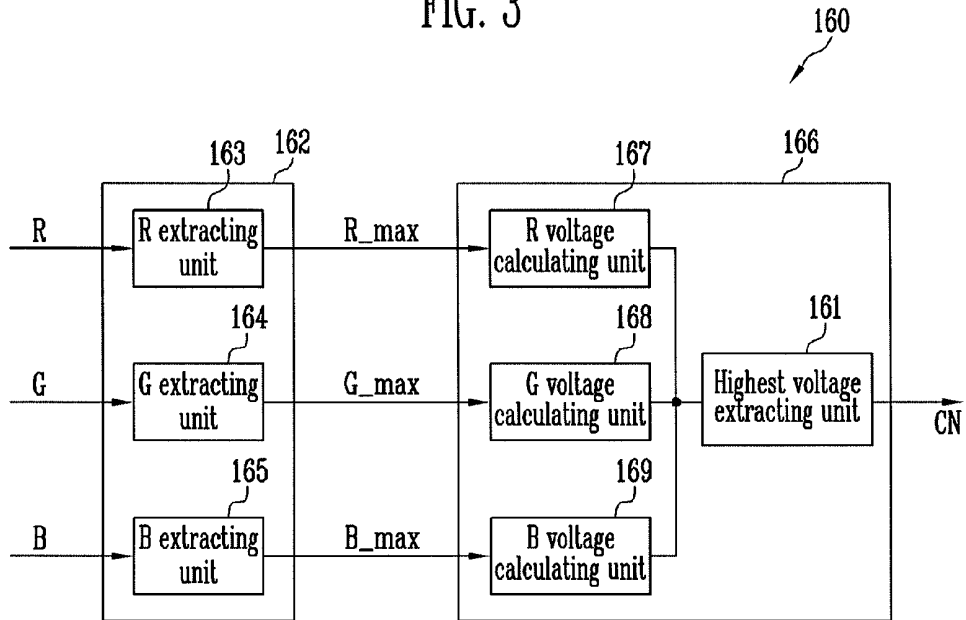 FIG. 3
160
162
166
163
167
R
R extracting
unit
R_max
R voltage
calculating unit
164
168
161
G
G extracting
unit
G_max
G voltage
calculating unit
Highest voltage
extracting unit
CN
165
169
B
B extracting
unit
B_max
B voltage
calculating unit